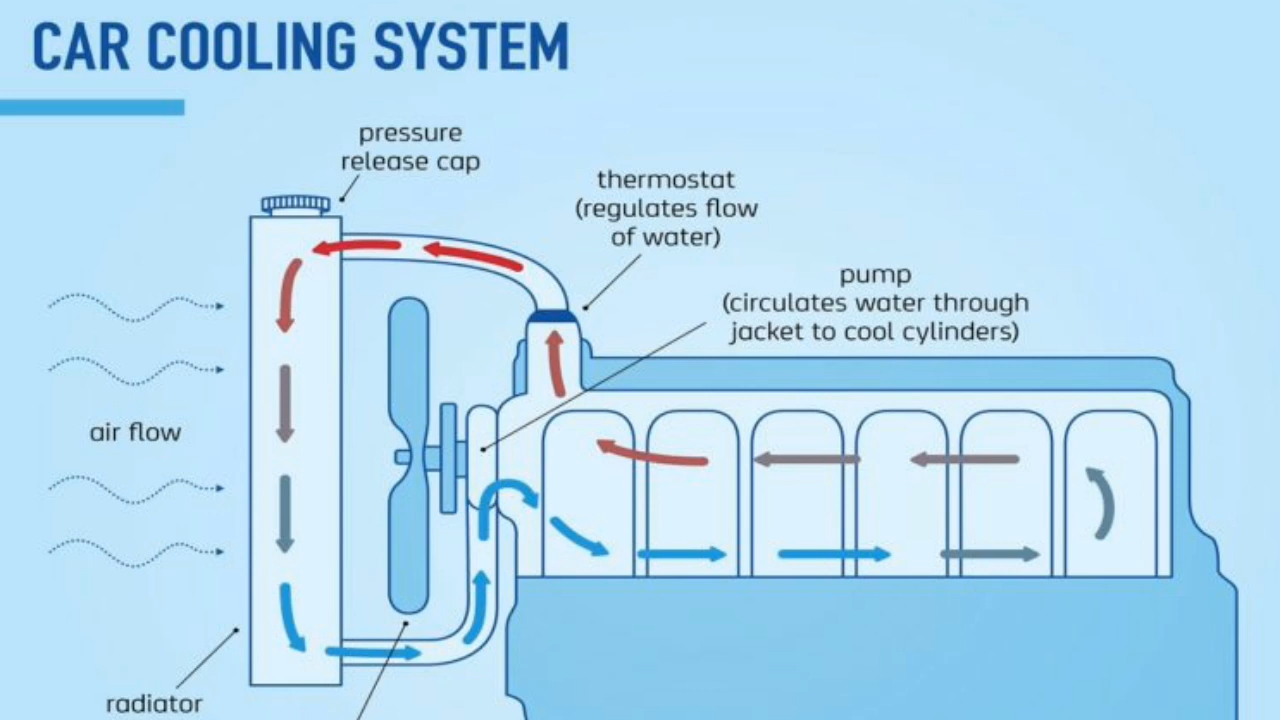 CAR COOLING SYSTEM
pressure
release cap
thermostat
(regulates flow
of water)
pump
(circulates water through
jacket to cool cylinders)
air flow
radiator